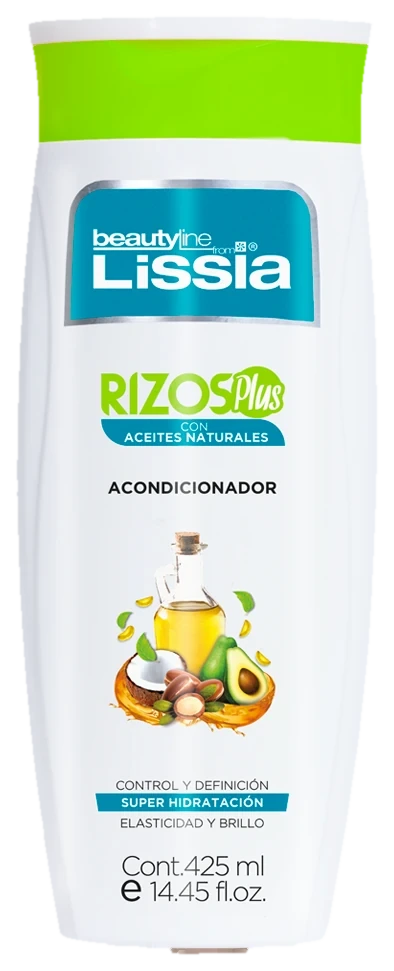 beautyline
from ®
Lissia
RIZOS Plus
CON
ACEITES NATURALES
ACONDICIONADOR
CONTROL Y DEFINICIÓN
SUPER HIDRATACIÓN
ELASTICIDAD Y BRILLO
Cont.425 ml
e 14.45 fl.oz.